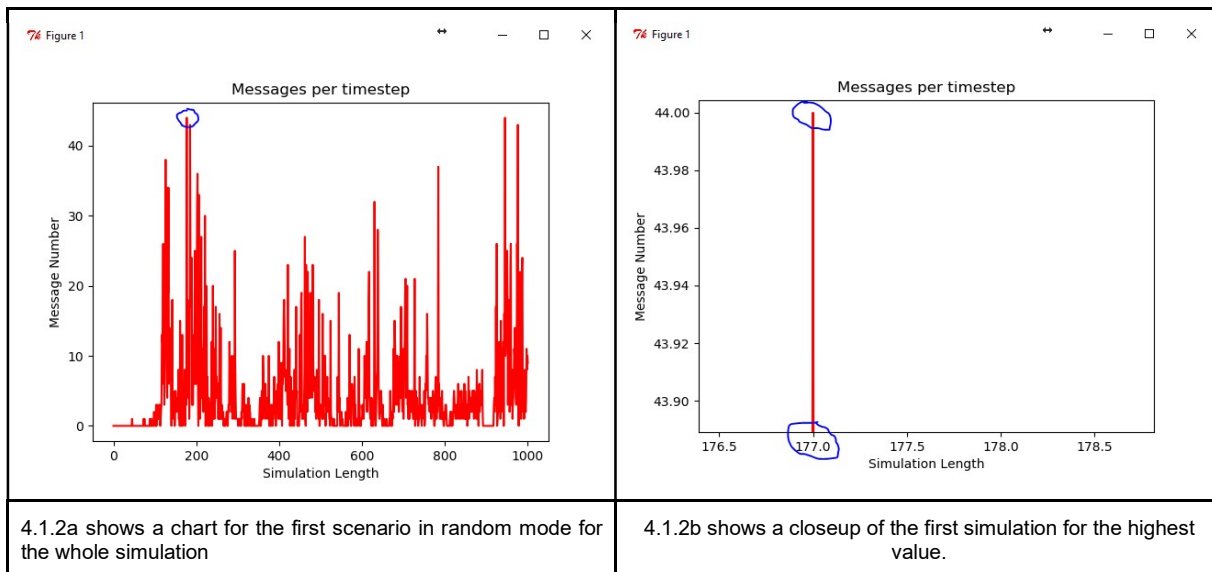 Figure 1
Messages per timestep
Message Number
40
30
20
10
0
0 200 400 600 800 1000
Simulation Length
Figure 1
Messages per timestep
Message Number
44.00
43.98
43.96
43.94
43.92
43.90
176.5 177.0 177.5 178.0 178.5
Simulation Length
4.1.2a shows a chart for the first scenario in random mode for
the whole simulation
4.1.2b shows a closeup of the first simulation for the highest
value.